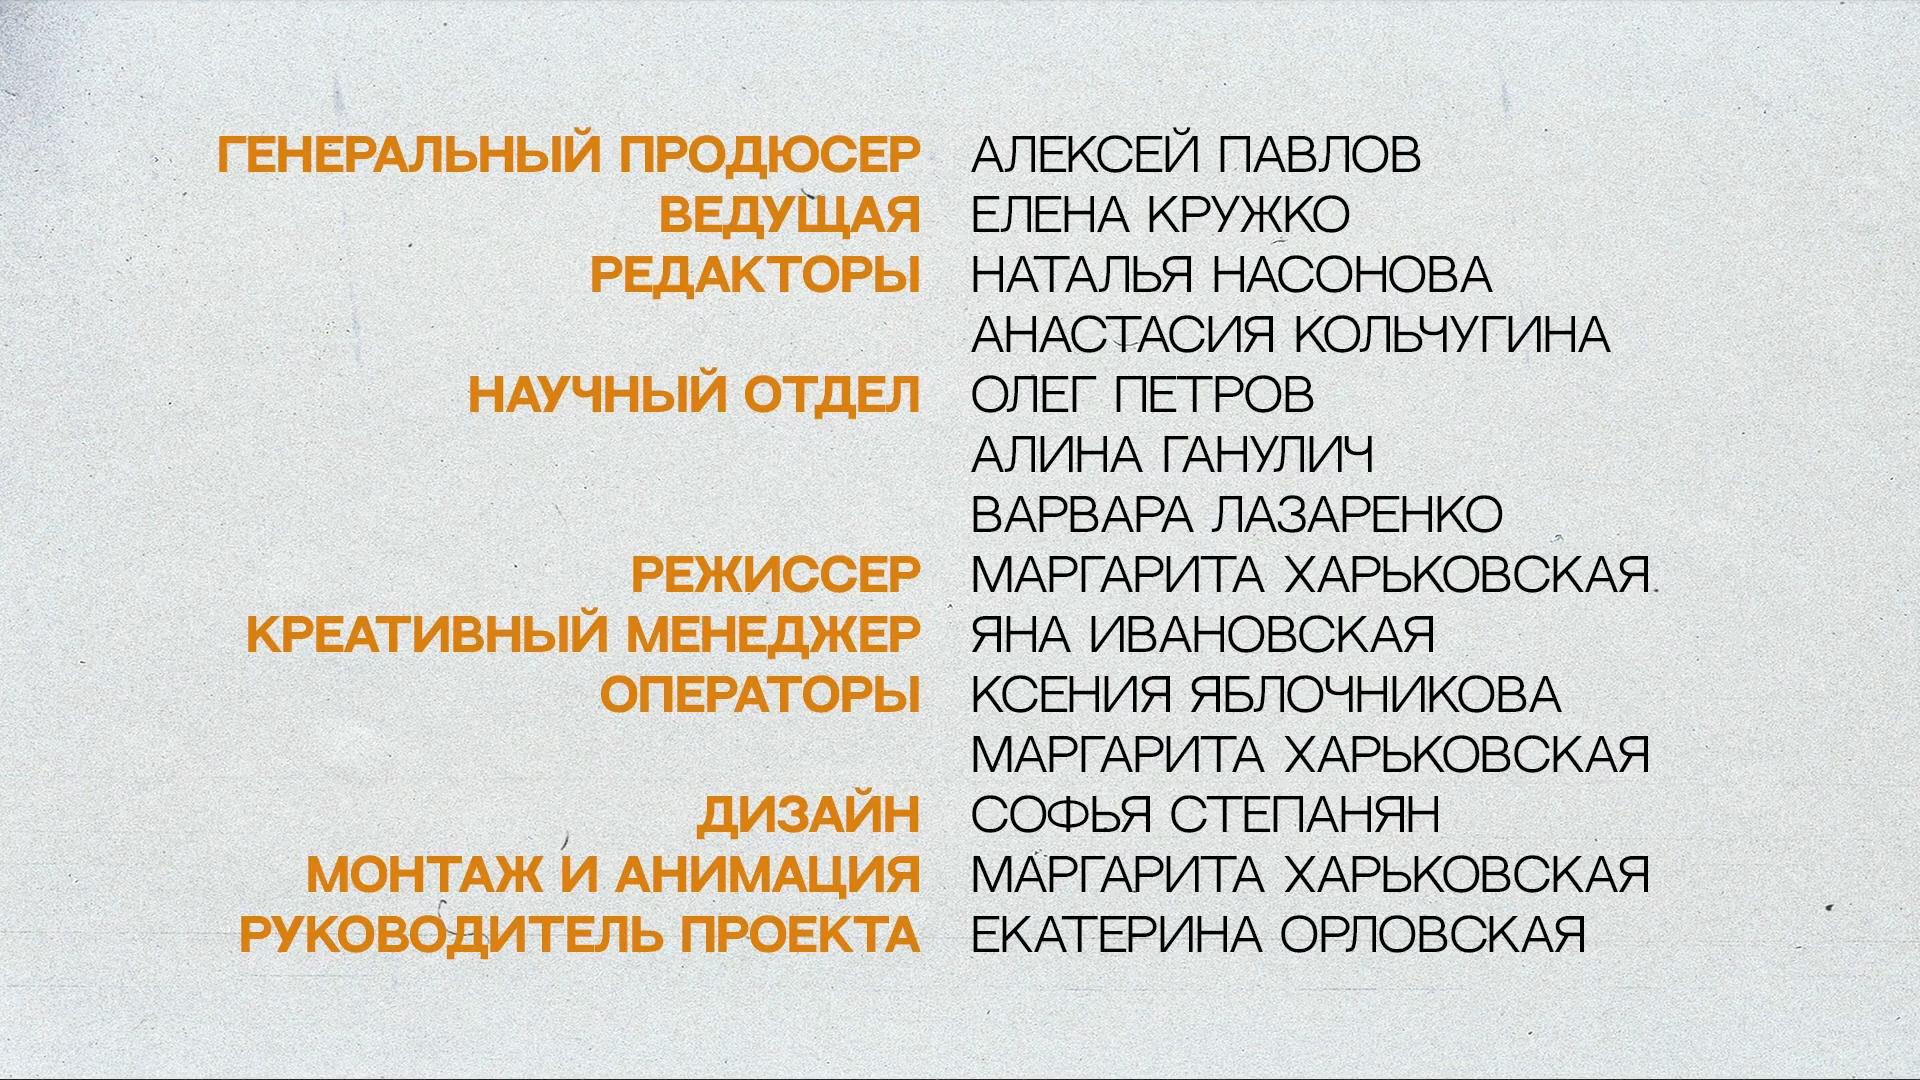 ГЕНЕРАЛЬНЫЙ ПРОДЮСЕР АЛЕКСЕЙ ПАВЛОВ
ВЕДУЩАЯ ЕЛЕНА КРУЖКО
РЕДАКТОРЫ НАТАЛЬЯ НАСОНОВА
АНАСТАСИЯ КОЛЬЧУГИНА
НАУЧНЫЙ ОТДЕЛ ОЛЕГ ПЕТРОВ
АЛИНА ГАНУЛИЧ
ВАРВАРА ЛАЗАРЕНКО
РЕЖИССЕР МАРГАРИТА ХАРЬКОВСКАЯ
КРЕАТИВНЫЙ МЕНЕДЖЕР ЯНА ИВАНОВСКАЯ
ОПЕРАТОРЫ КСЕНИЯ ЯБЛОЧНИКОВА
МАРГАРИТА ХАРЬКОВСКАЯ
ДИЗАЙН СОФЬЯ СТЕПАНЯН
МОНТАЖ И АНИМАЦИЯ МАРГАРИТА ХАРЬКОВСКАЯ
РУКОВОДИТЕЛЬ ПРОЕКТА ЕКАТЕРИНА ОРЛОВСКАЯ